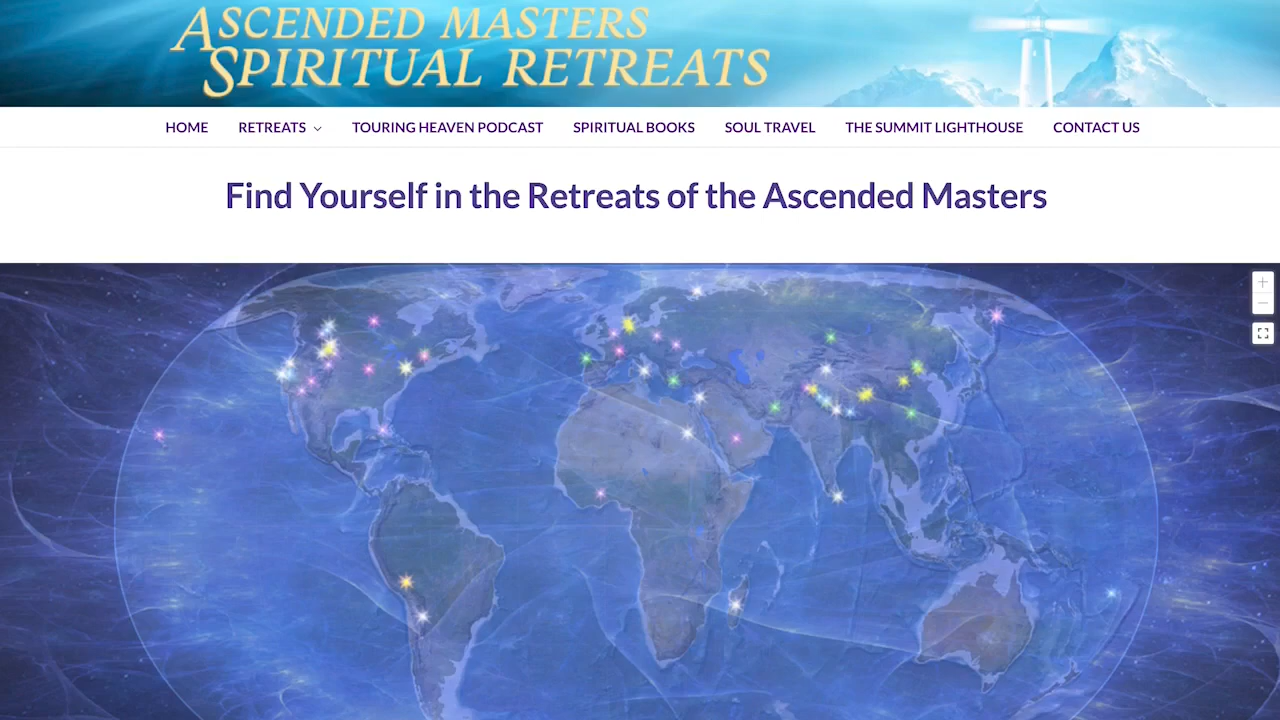 ASCENDED MASTERS
SPIRITUAL RETREATS
HOME RETREATS TOURING HEAVEN PODCAST SPIRITUAL BOOKS SOUL TRAVEL THE SUMMIT LIGHTHOUSE CONTACT US
Find Yourself in the Retreats of the Ascended Masters